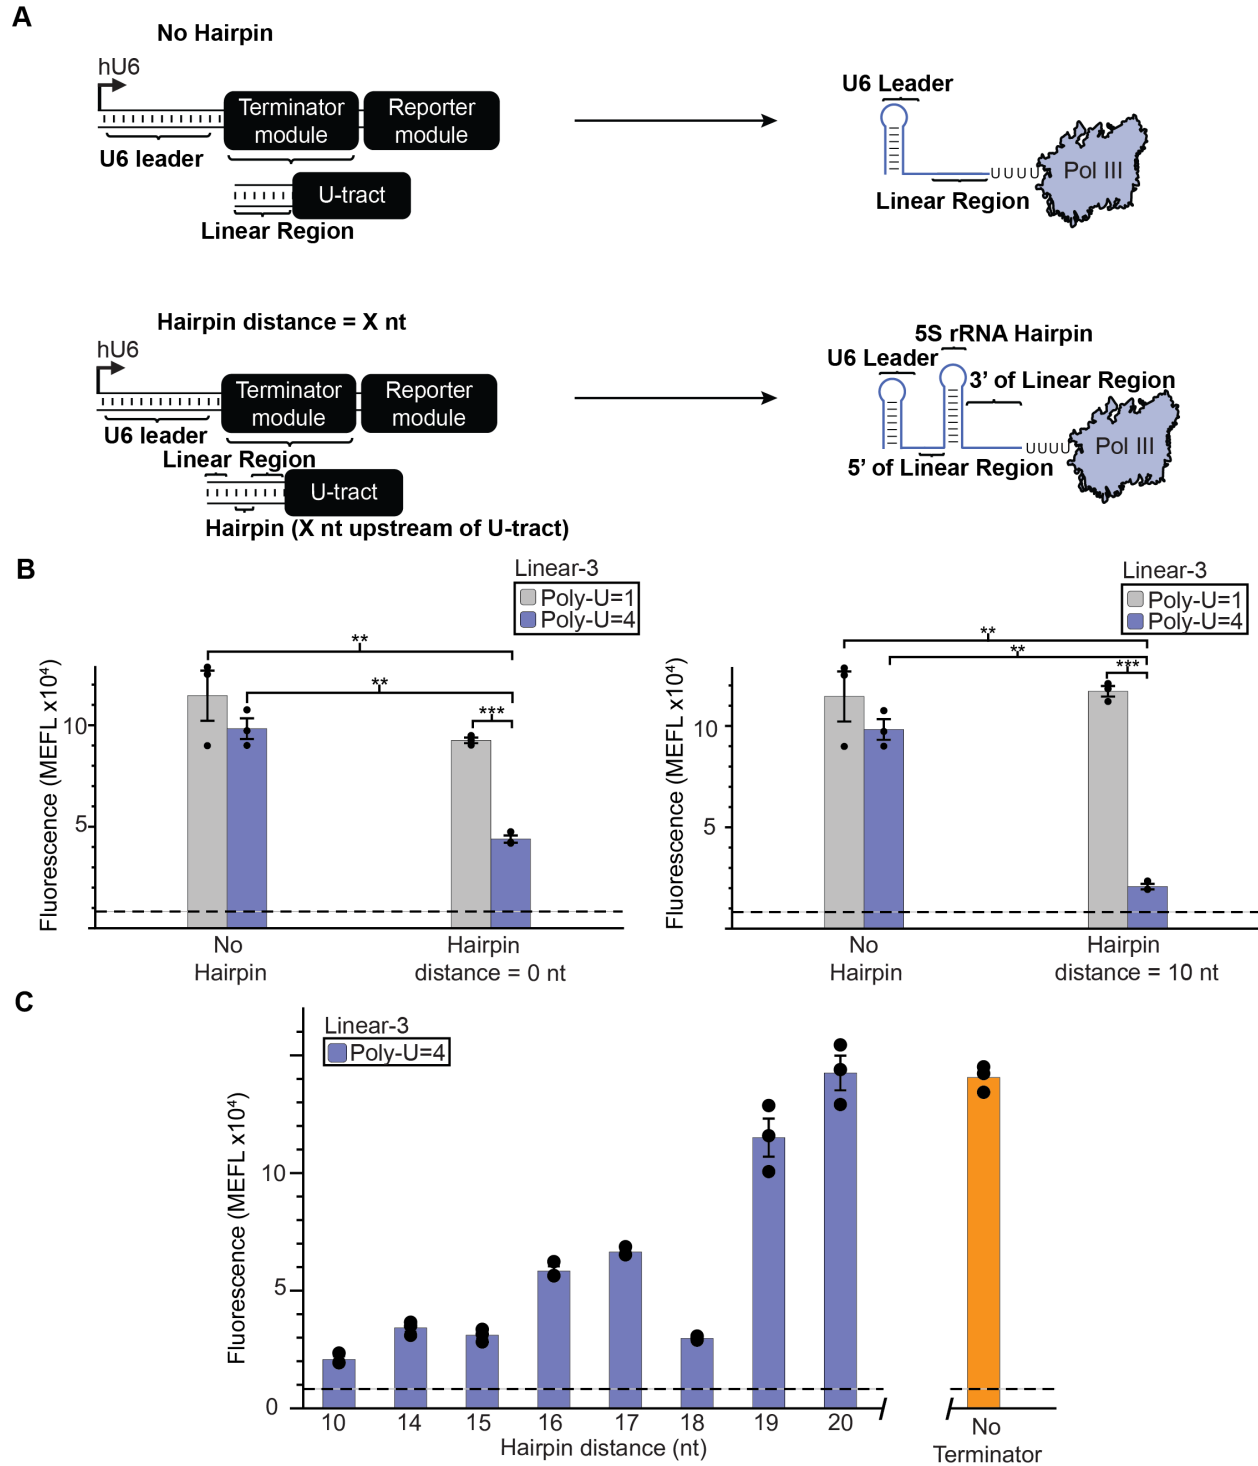 A
No Hairpin
hU6
Terminator
module
Reporter
module
U6 leader
U-tract
Linear Region
U6 Leader
UUUU
Pol III
Linear Region
Hairpin distance = X nt
hU6
Terminator
module
Reporter
module
U6 leader
Linear Region
U-tract
Hairpin (X nt upstream of U-tract)
5S rRNA Hairpin
U6 Leader
3’ of Linear Region
UUUU
Pol III
5’ of Linear Region
B
Linear-3
Poly-U=1
Poly-U=4
**
**
***
Fluorescence (MEFL x10⁴)
10
5
No
Hairpin
Hairpin
distance = 0 nt
Linear-3
Poly-U=1
Poly-U=4
**
**
***
Fluorescence (MEFL x10⁴)
10
5
No
Hairpin
Hairpin
distance = 10 nt
C
Linear-3
Poly-U=4
Fluorescence (MEFL x10⁴)
10
5
0
10 14 15 16 17 18 19 20
Hairpin distance (nt)
No
Terminator